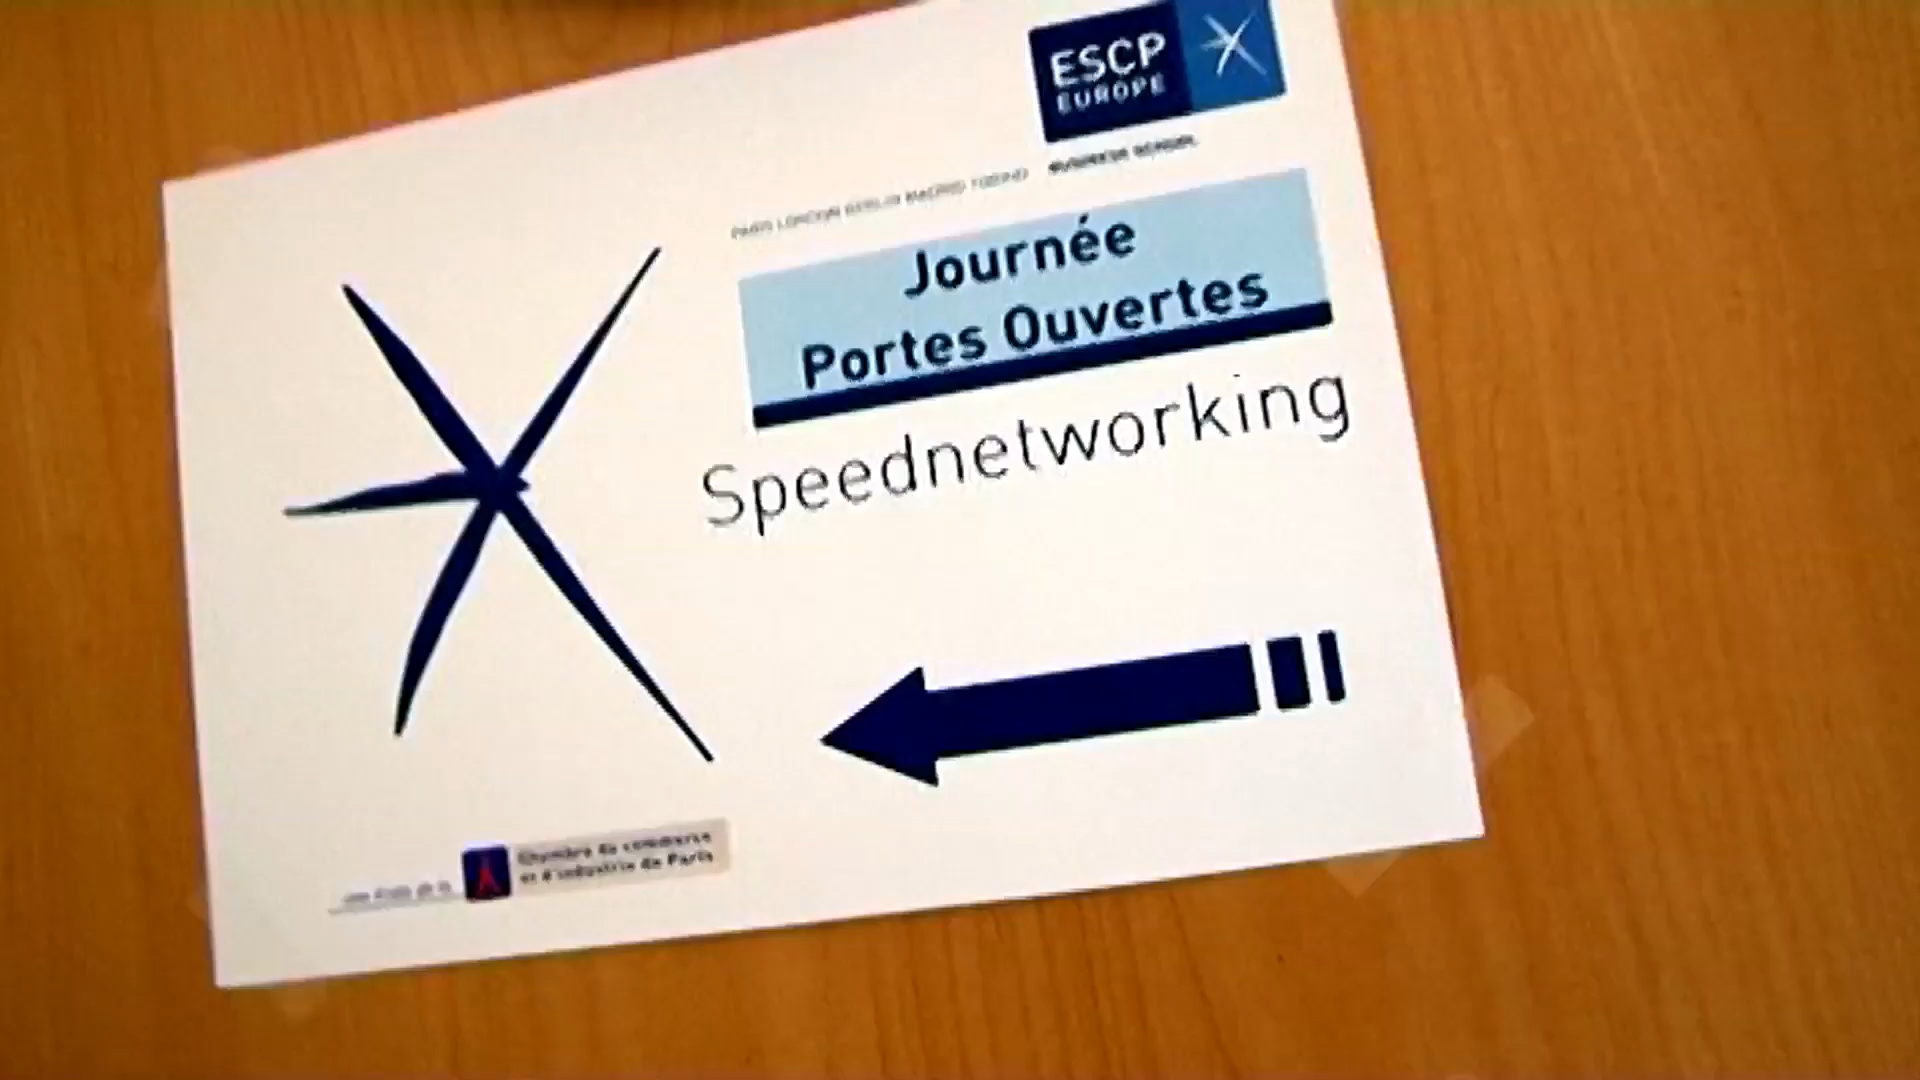 ESCP
EUROPE
BUSINESS SCHOOL
PARIS LONDON BERLIN MADRID TORINO
Journée
Portes Ouvertes
Speednetworking
Chambre de commerce
et d'industrie de Paris